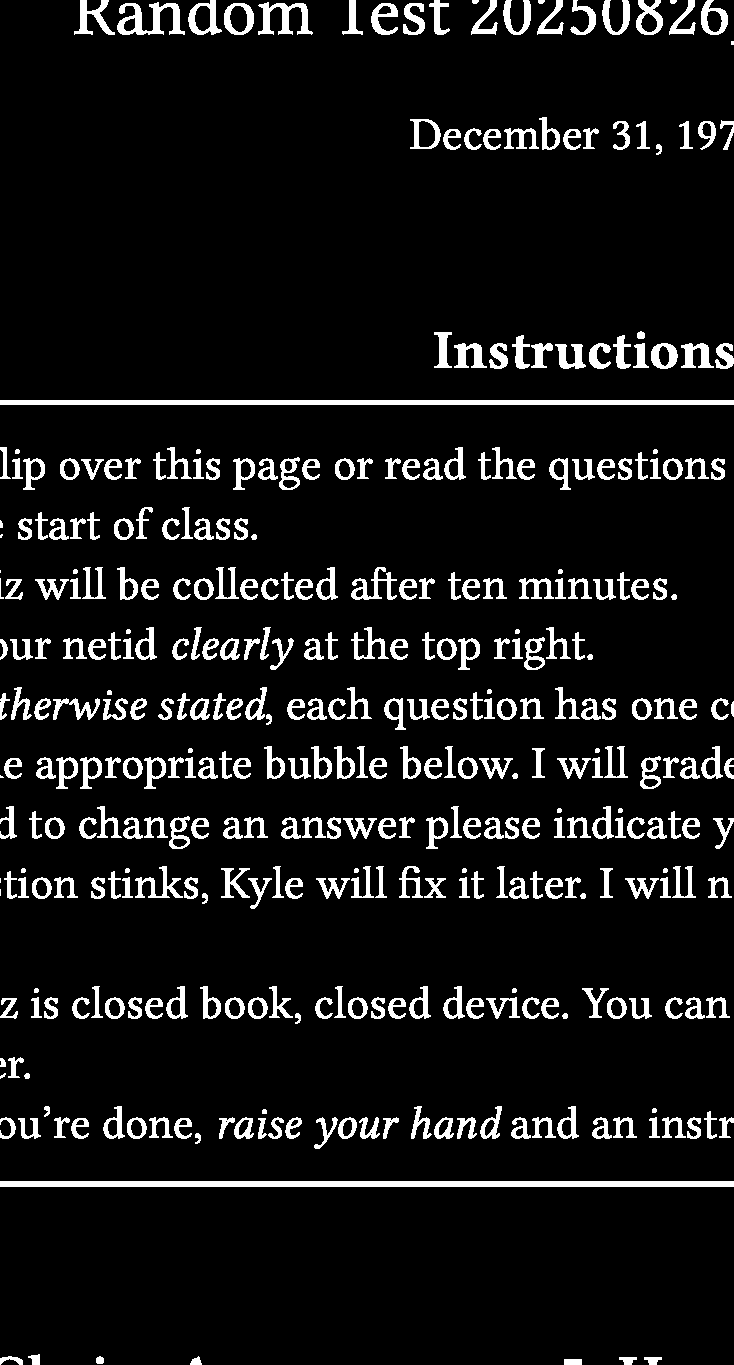 Random Test 20250826_
December 31, 197
Instructions
lip over this page or read the questions
e start of class.
iz will be collected after ten minutes.
our netid clearly at the top right.
therwise stated, each question has one c
e appropriate bubble below. I will grade
d to change an answer please indicate y
stion stinks, Kyle will fix it later. I will n
z is closed book, closed device. You can
er.
ou’re done, raise your hand and an instr